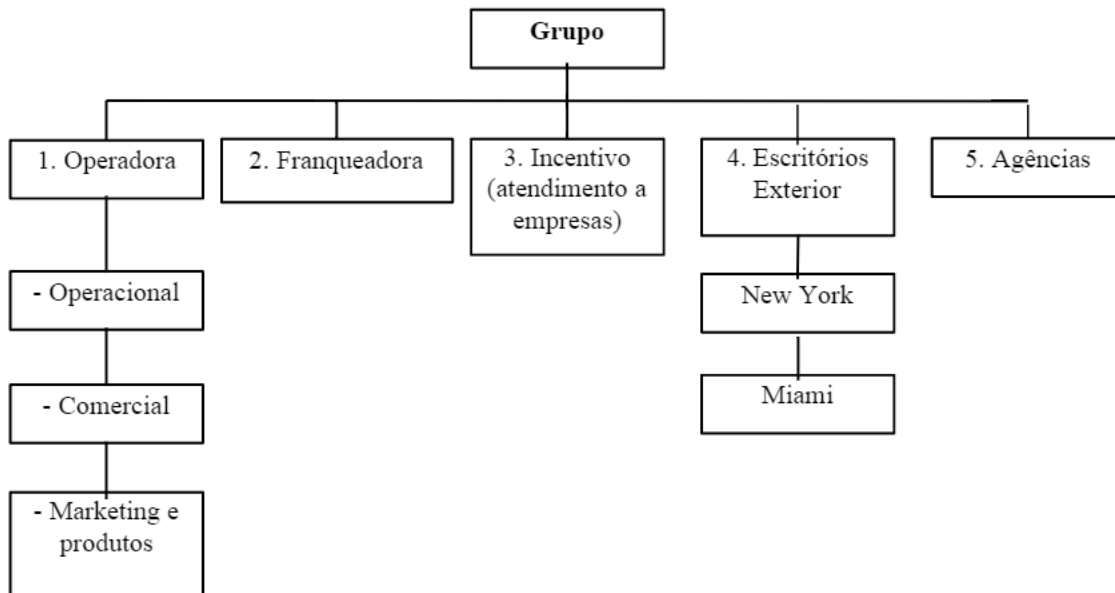 Grupo
1. Operadora
2. Franqueadora
3. Incentivo
(atendimento a
empresas)
4. Escritórios
Exterior
5. Agências
- Operacional
- Comercial
- Marketing e
produtos
New York
Miami